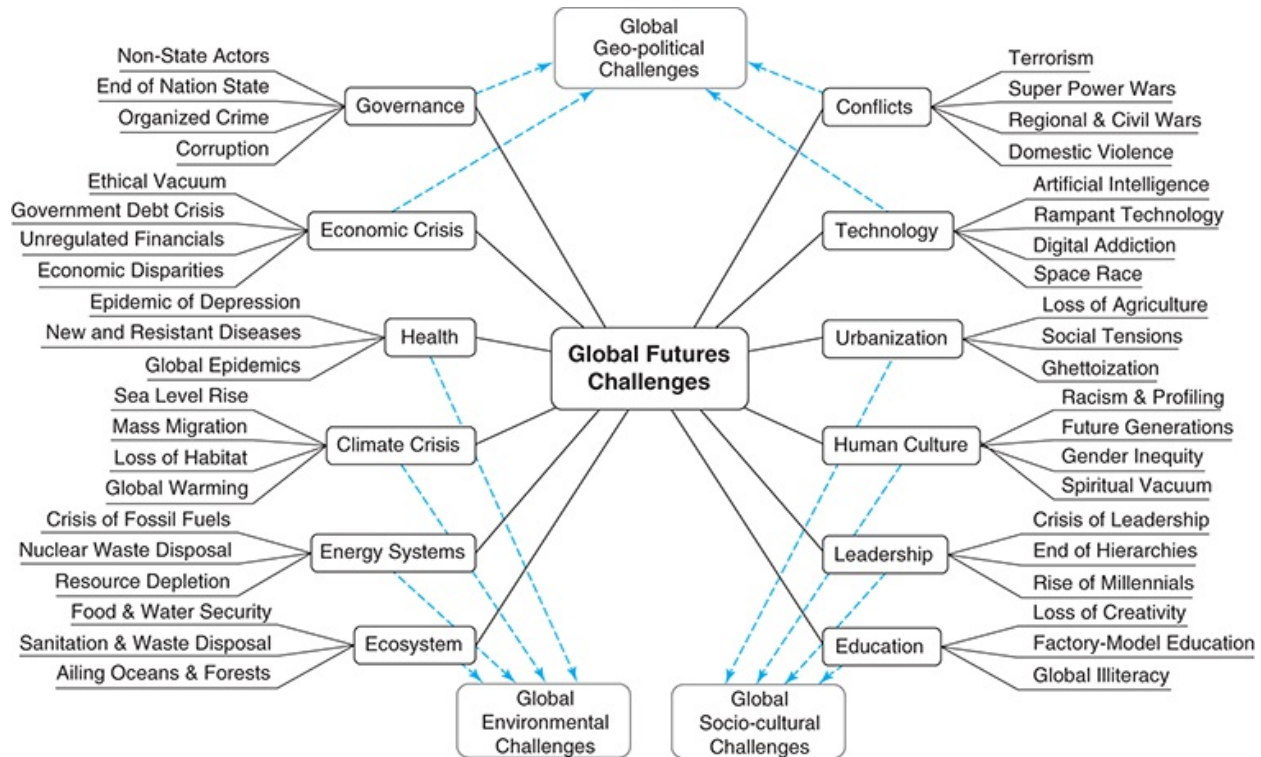 Global
Geo-political
Challenges
Non-State Actors
End of Nation State
Organized Crime
Corruption
Governance
Ethical Vacuum
Government Debt Crisis
Unregulated Financials
Economic Disparities
Economic Crisis
Epidemic of Depression
New and Resistant Diseases
Global Epidemics
Health
Sea Level Rise
Mass Migration
Loss of Habitat
Global Warming
Climate Crisis
Crisis of Fossil Fuels
Nuclear Waste Disposal
Resource Depletion
Energy Systems
Food & Water Security
Sanitation & Waste Disposal
Ailing Oceans & Forests
Ecosystem
Global Futures
Challenges
Conflicts
Terrorism
Super Power Wars
Regional & Civil Wars
Domestic Violence
Technology
Artificial Intelligence
Rampant Technology
Digital Addiction
Space Race
Urbanization
Loss of Agriculture
Social Tensions
Ghettoization
Human Culture
Racism & Profiling
Future Generations
Gender Inequity
Spiritual Vacuum
Leadership
Crisis of Leadership
End of Hierarchies
Rise of Millennials
Education
Loss of Creativity
Factory-Model Education
Global Illiteracy
Global
Environmental
Challenges
Global
Socio-cultural
Challenges